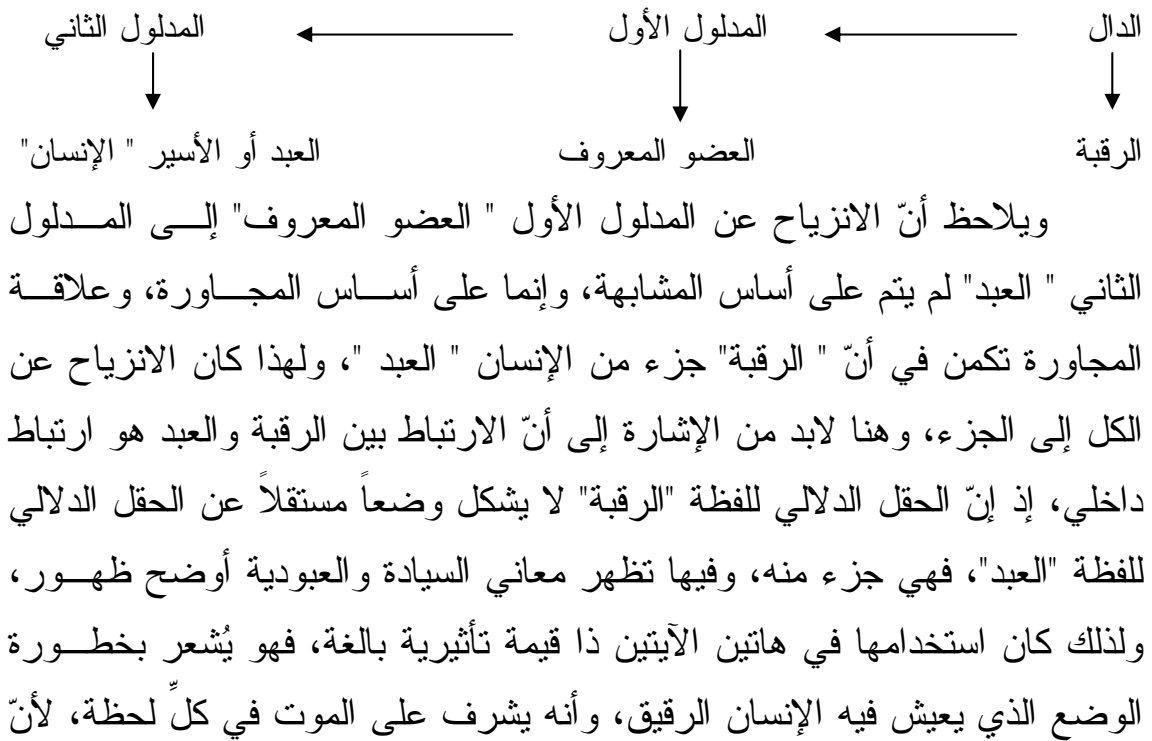 الدال المدلول الأول المدلول الثاني
الرقبة العضو المعروف العبد أو الأسير " الإنسان"
ويلاحظ أنّ الانزياح عن المدلول الأول " العضو المعروف" إلى المدلول
الثاني " العبد" لم يتم على أساس المشابهة، وإنما على أساس المجاورة، وعلاقة
المجاورة تكمن في أنّ " الرقبة" جزء من الإنسان " العبد "، ولهذا كان الانزياح عن
الكل إلى الجزء، وهنا لابد من الإشارة إلى أنّ الارتباط بين الرقبة والعبد هو ارتباط
داخلي، إذ إنّ الحقل الدلالي للفظة "الرقبة" لا يشكل وضعاً مستقلاً عن الحقل الدلالي
للفظة "العبد"، فهي جزء منه، وفيها تظهر معاني السيادة والعبودية أوضح ظهور،
ولذلك كان استخدامها في هاتين الآيتين ذا قيمة تأثيرية بالغة، فهو يُشعر بخطورة
الوضع الذي يعيش فيه الإنسان الرقيق، وأنه يشرف على الموت في كلِّ لحظة، لأنّ